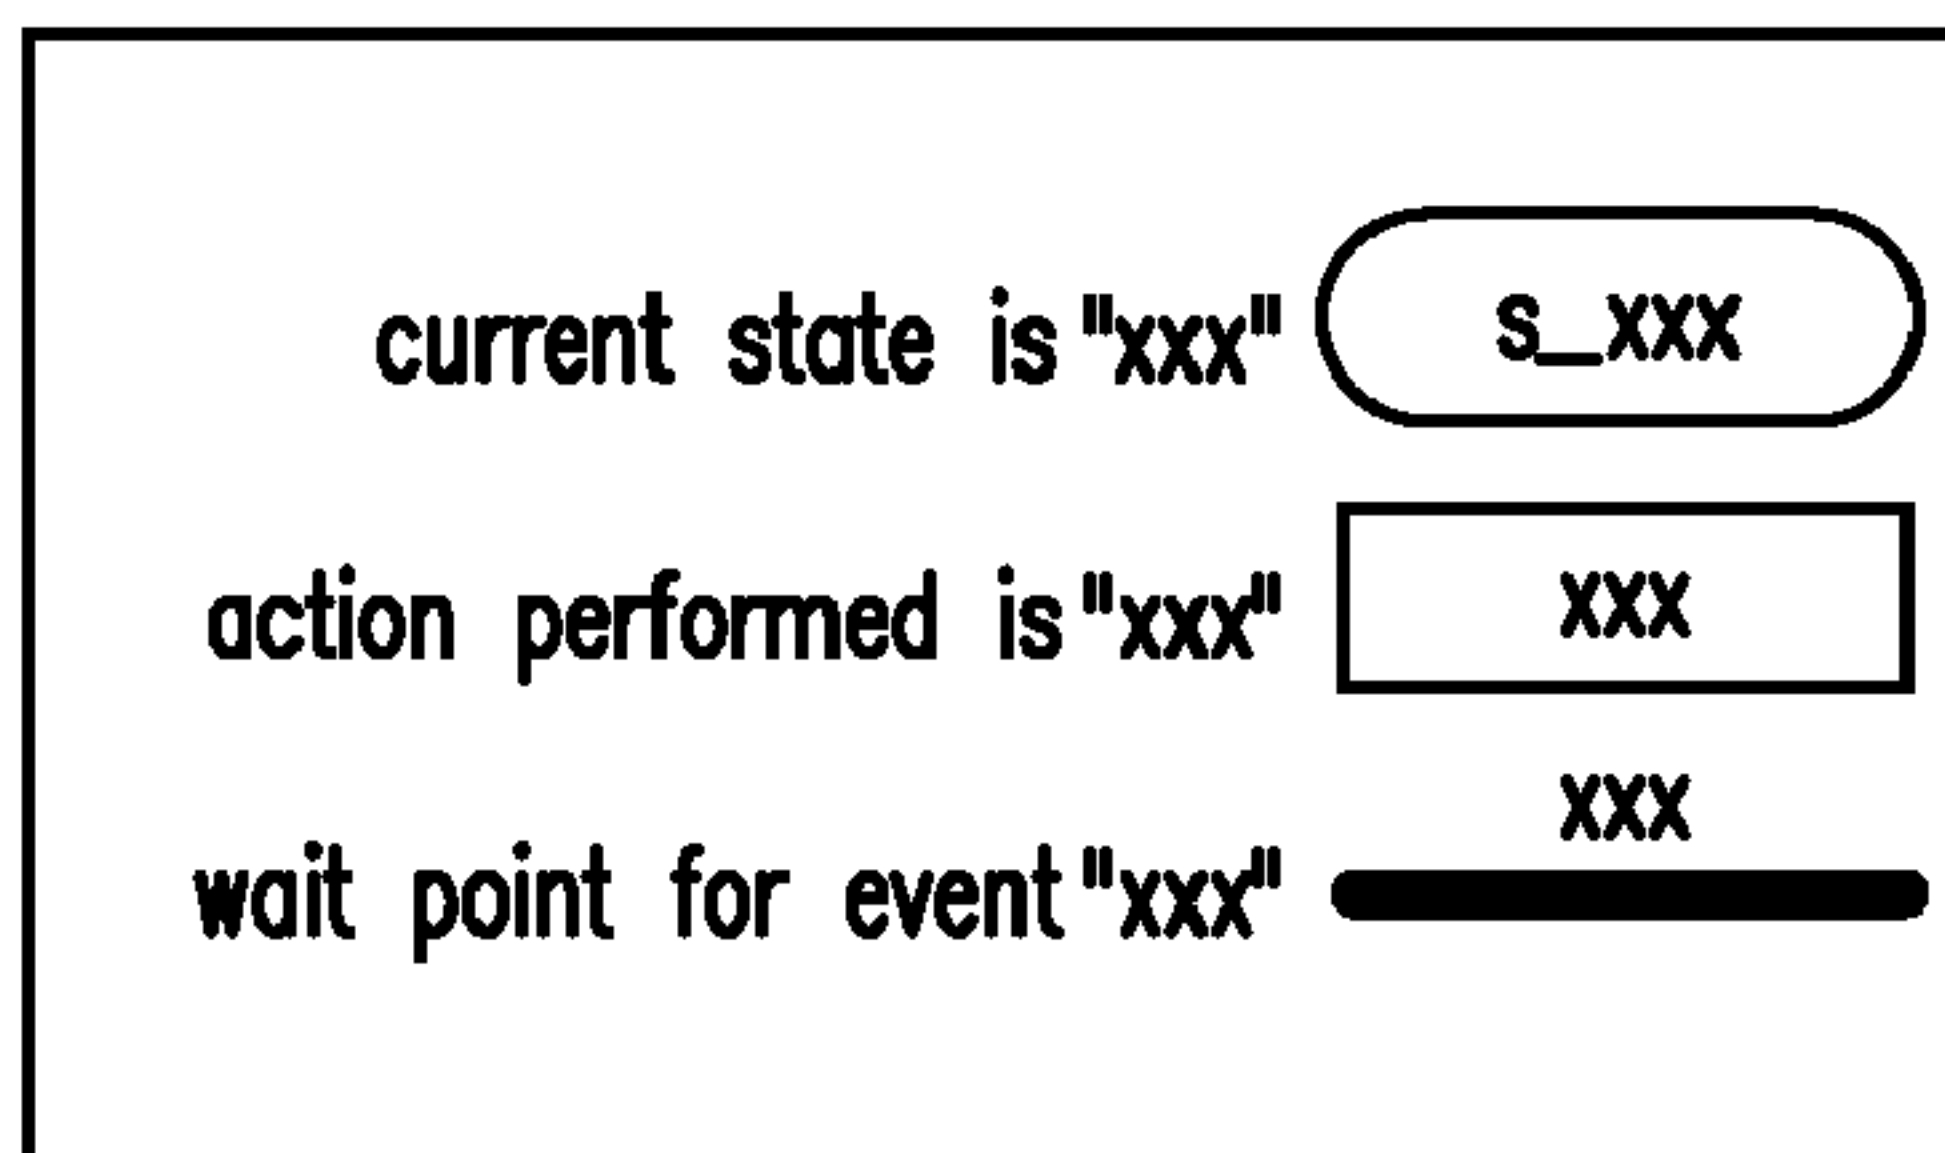 current state is "xxx" s_xxx
action performed is "xxx" xxx
xxx
wait point for event "xxx"